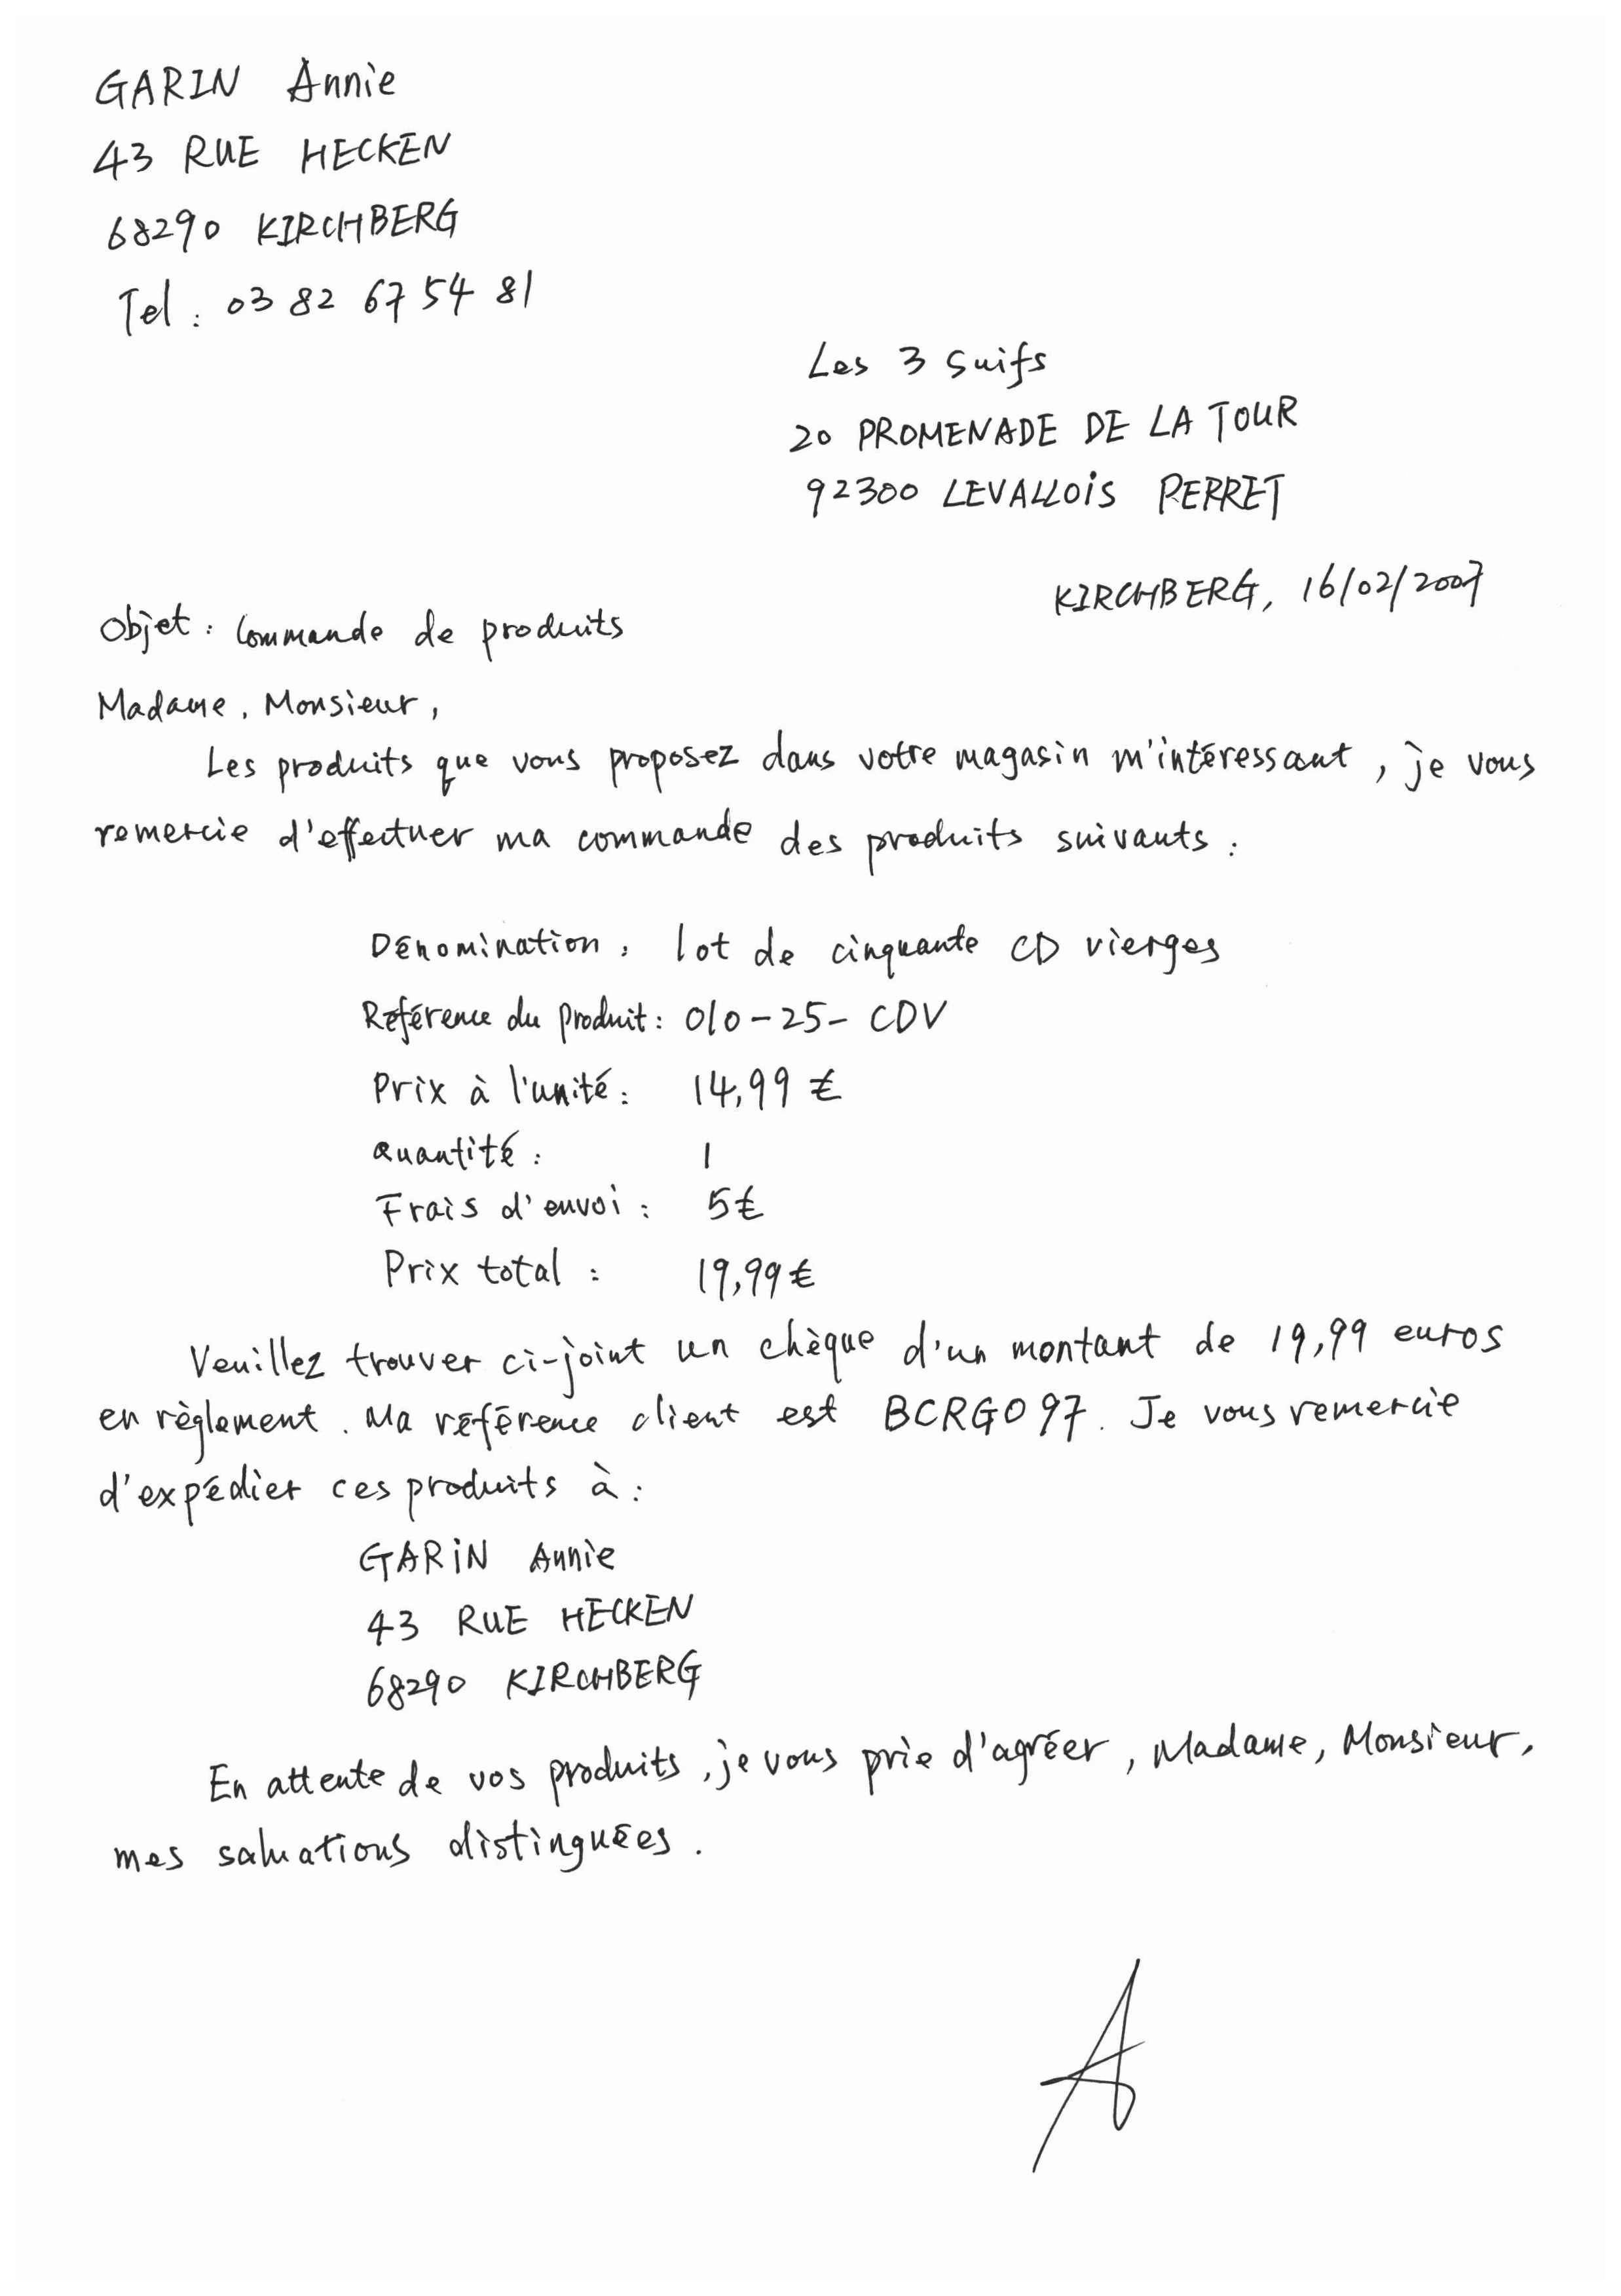 GARIN Annie
43 RUE HECKEN
68290 KIRCHBERG
Tel : 03 82 67 54 81
Les 3 Suifs
20 PROMENADE DE LA TOUR
92300 LEVALLOIS PERRET
KIRCHBERG, 16/02/2007
Objet : Commande de produits
Madame, Monsieur,
Les produits que vous proposez dans votre magasin m'intéressant, je vous
remercie d'effectuer ma commande des produits suivants :
Dénomination : lot de cinquante CD vierges
Référence du produit : 010-25-CDV
Prix à l'unité : 14,99 €
Quantité : 1
Frais d'envoi : 5€
Prix total : 19,99€
Veuillez trouver ci-joint un chèque d'un montant de 19,99 euros
en règlement. Ma référence client est BCRGO97. Je vous remercie
d'expédier ces produits à :
GARIN Annie
43 RUE HECKEN
68290 KIRCHBERG
En attente de vos produits, je vous prie d'agréer, Madame, Monsieur,
mes saluations distinguées.
A